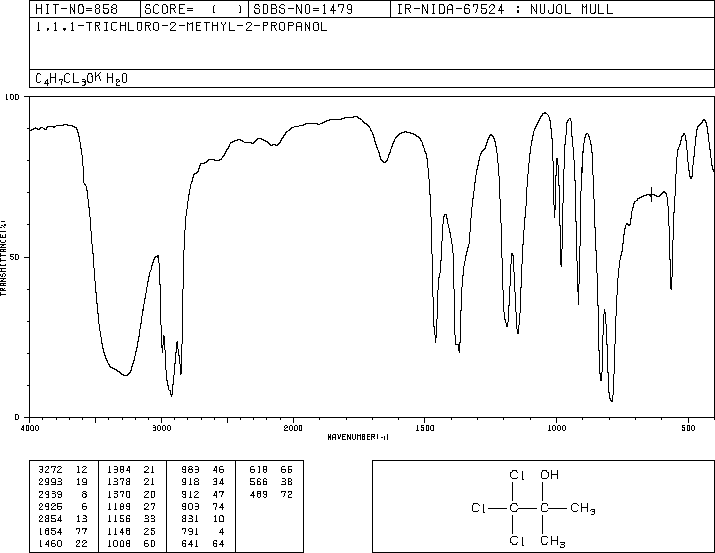 HIT-NO=858 SCORE= ( ) SDBS-NO=1479 IR-NIDA-67524 : NUJOL MULL
1,1,1-TRICHLORO-2-METHYL-2-PROPANOL
C4H7CL3OK H2O
100
50
0
TRANSMITTANCE(%)
4000 3000 2000 1500 1000 500
WAVENUMBER(-1)
3272 12 1384 21 983 46 618 66
2993 19 1378 21 918 34 566 38
2939 8 1370 20 912 47 489 72
2925 6 1189 27 903 74
2854 13 1156 33 831 10
1654 77 1148 25 791 4
1460 22 1008 60 641 64
Cl OH
Cl C C CH3
Cl CH3